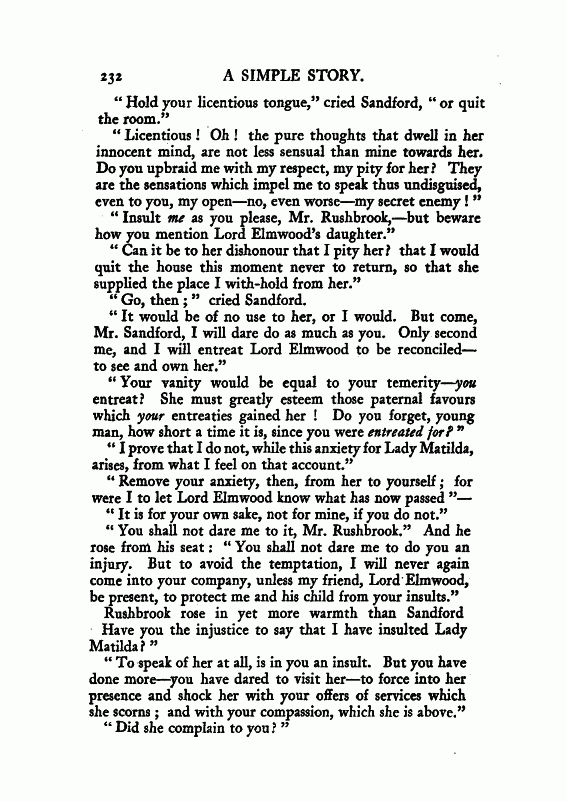 232 A SIMPLE STORY.
“ Hold your licentious tongue,” cried Sandford, “ or quit
the room.”
“ Licentious ! Oh ! the pure thoughts that dwell in her
innocent mind, are not less sensual than mine towards her.
Do you upbraid me with my respect, my pity for her? They
are the sensations which impel me to speak thus undisguised,
even to you, my open—no, even worse—my secret enemy ! ”
“ Insult me as you please, Mr. Rushbrook,—but beware
how you mention Lord Elmwood’s daughter.”
“ Can it be to her dishonour that I pity her? that I would
quit the house this moment never to return, so that she
supplied the place I with-hold from her.”
“ Go, then ; ” cried Sandford.
“ It would be of no use to her, or I would. But come,
Mr. Sandford, I will dare do as much as you. Only second
me, and I will entreat Lord Elmwood to be reconciled—
to see and own her.”
“ Your vanity would be equal to your temerity—you
entreat? She must greatly esteem those paternal favours
which your entreaties gained her ! Do you forget, young
man, how short a time it is, since you were entreated for? ”
“ I prove that I do not, while this anxiety for Lady Matilda,
arises, from what I feel on that account.”
“ Remove your anxiety, then, from her to yourself ; for
were I to let Lord Elmwood know what has now passed ”—
“ It is for your own sake, not for mine, if you do not.”
“ You shall not dare me to it, Mr. Rushbrook.” And he
rose from his seat : “ You shall not dare me to do you an
injury. But to avoid the temptation, I will never again
come into your company, unless my friend, Lord Elmwood,
be present, to protect me and his child from your insults.”
Rushbrook rose in yet more warmth than Sandford
Have you the injustice to say that I have insulted Lady
Matilda? ”
“ To speak of her at all, is in you an insult. But you have
done more—you have dared to visit her—to force into her
presence and shock her with your offers of services which
she scorns ; and with your compassion, which she is above.”
“ Did she complain to you? ”